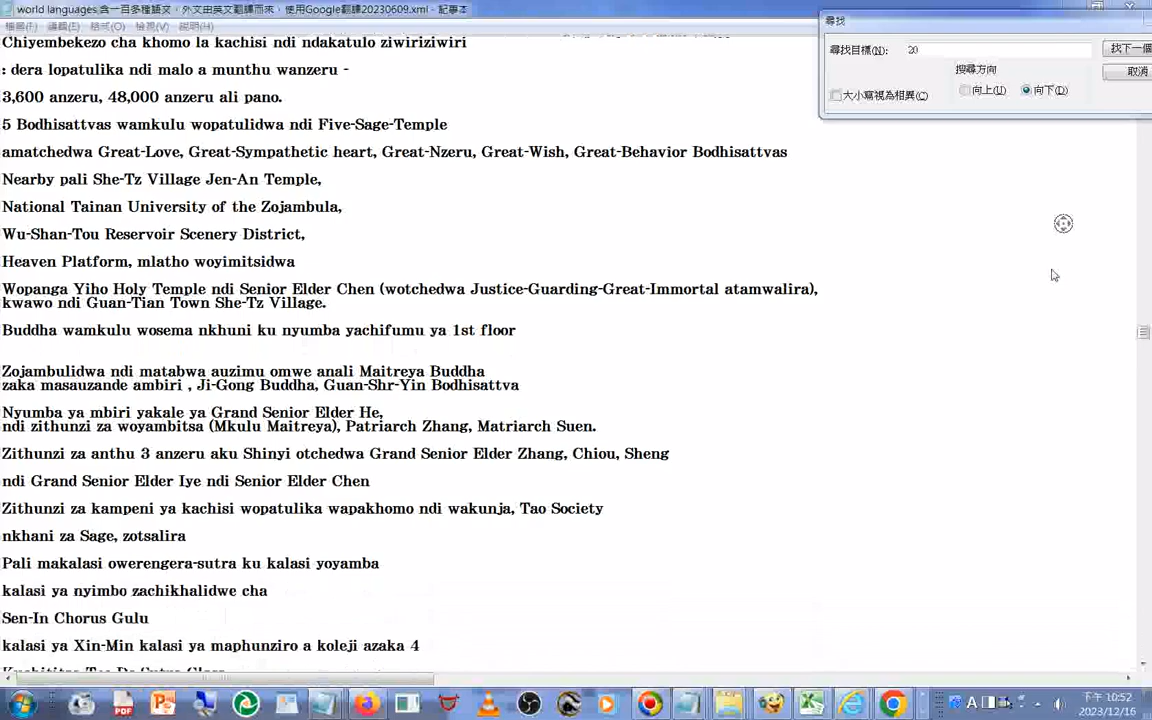 world languages 含一百多種語文，外文由英文翻譯而來，使用Google翻譯20230609.xml - 記事本
檔案(F) 編輯(E) 格式(O) 檢視(V) 說明(H)
尋找
尋找目標(N): 20
找下一個
搜尋方向
取消
大小寫視為相異(C)
向上(U)
向下(D)
Chiyembekezo cha khomo la kachisi ndi ndakatulo ziwiriziwiri
: dera lopatulika ndi malo a munthu wanzeru -
3,600 anzeru, 48,000 anzeru ali pano.
5 Bodhisattvas wamkulu wopatulidwa ndi Five-Sage-Temple
amatchedwa Great-Love, Great-Sympathetic heart, Great-Nzeru, Great-Wish, Great-Behavior Bodhisattvas
Nearby pali She-Tz Village Jen-An Temple,
National Tainan University of the Zojambula,
Wu-Shan-Tou Reservoir Scenery District,
Heaven Platform, mlatho woyimitsidwa
Wopanga Yiho Holy Temple ndi Senior Elder Chen (wotchedwa Justice-Guarding-Great-Immortal atamwalira),
kwawo ndi Guan-Tian Town She-Tz Village.
Buddha wamkulu wosema nkhuni ku nyumba yachifumu ya 1st floor
Zojambulidwa ndi matabwa auzimu omwe anali Maitreya Buddha
zaka masauzande ambiri , Ji-Gong Buddha, Guan-Shr-Yin Bodhisattva
Nyumba ya mbiri yakale ya Grand Senior Elder He,
ndi zithunzi za woyambitsa (Mkulu Maitreya), Patriarch Zhang, Matriarch Suen.
Zithunzi za anthu 3 anzeru aku Shinyi otchedwa Grand Senior Elder Zhang, Chiou, Sheng
ndi Grand Senior Elder Iye ndi Senior Elder Chen
Zithunzi za kampeni ya kachisi wopatulika wapakhomo ndi wakunja, Tao Society
nkhani za Sage, zotsalira
Pali makalasi owerengera-sutra ku kalasi yoyamba
kalasi ya nyimbo zachikhalidwe cha
Sen-In Chorus Gulu
kalasi ya Xin-Min kalasi ya maphunziro a koleji azaka 4
下午 10:52
2023/12/16